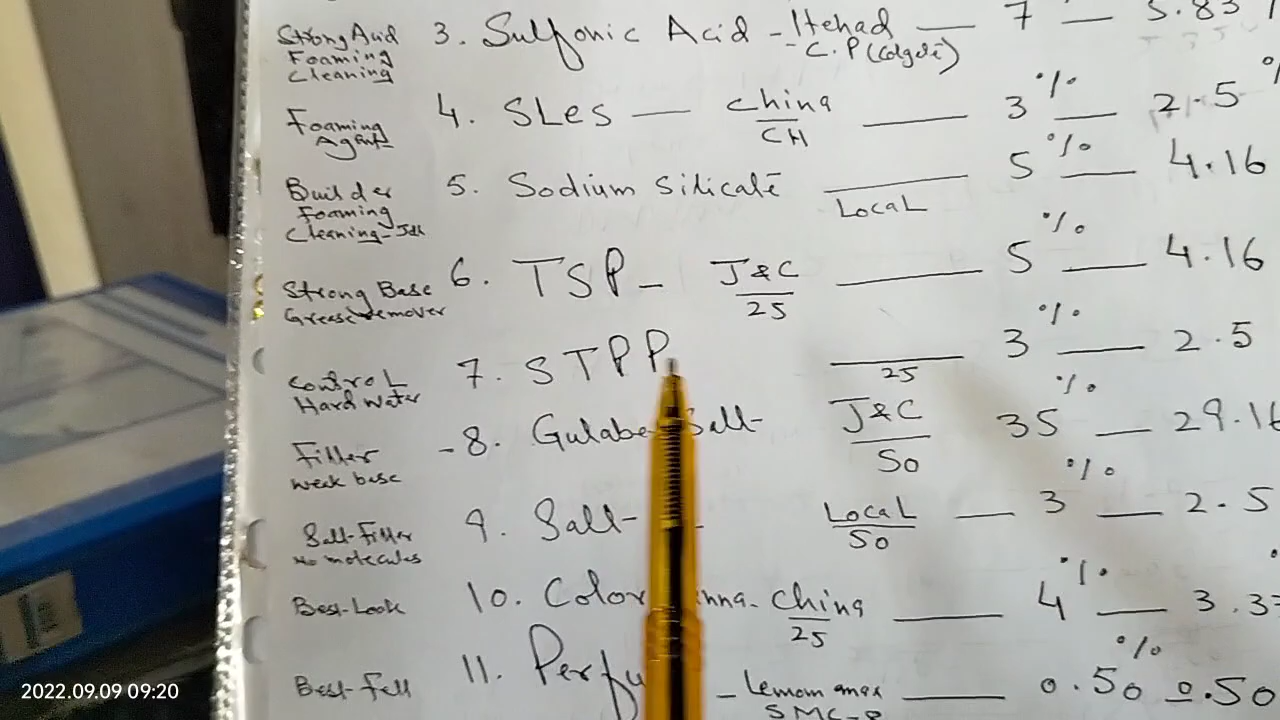 Strong Acid 3. Sulfonic Acid - Itehad — 7 — 5.83
Foaming - C.P (Colgate)
Cleaning
% %
Foaming 4. SLes — China — 3 — 2.5
Agent CH
%
Builder 5. Sodium Silicate — 5 — 4.16
Foaming Local
Cleaning
%
Strong Base 6. TSP - J&C — 5 — 4.16
Grease remover 25
%
Control 7. STPP — 3 — 2.5
Hard Water 25
%
Filler - 8. J&C 35 — 29.16
Weak base 50
%
Salt-Filler 9. Salt - Local — 3 — 2.5
No molecules 50
%
Best-Look 10. Color China — 4 — 3.3
25
%
11. — 0.50 0.50
2022.09.09 09:20